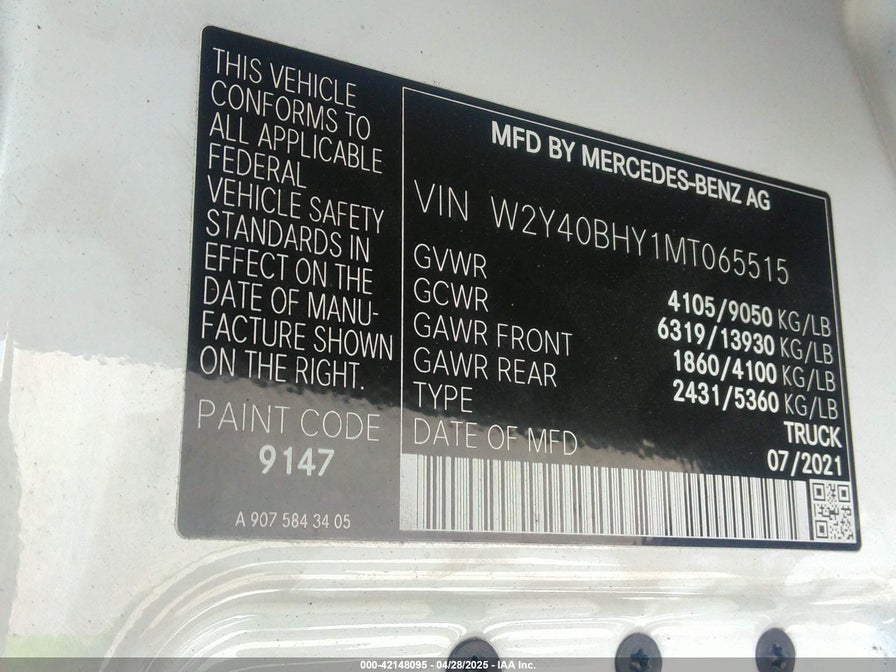 THIS VEHICLE
CONFORMS TO
ALL APPLICABLE
FEDERAL
VEHICLE SAFETY
STANDARDS IN
EFFECT ON THE
DATE OF MANU-
FACTURE SHOWN
ON THE RIGHT.
PAINT CODE
9147
A 907 584 34 05
MFD BY MERCEDES-BENZ AG
VIN W2Y40BHY1MT065515
GVWR 4105/9050 KG/LB
GCWR 6319/13930 KG/LB
GAWR FRONT 1860/4100 KG/LB
GAWR REAR 2431/5360 KG/LB
TYPE TRUCK
DATE OF MFD 07/2021
000-42148095 - 04/28/2025 - IAA Inc.